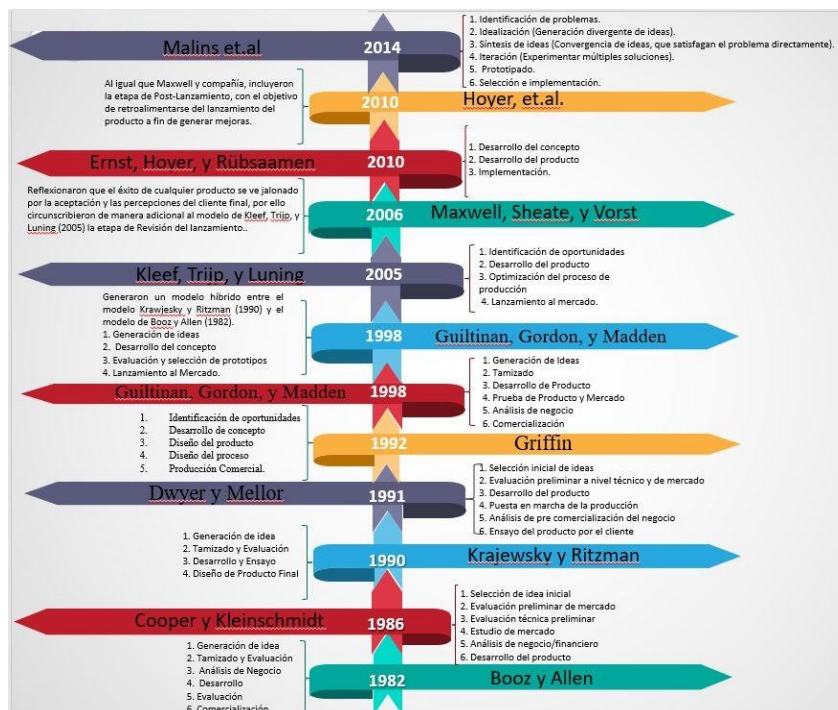 Malins et.al
2014
1. Identificación de problemas.
2. Idealización (Generación divergente de ideas).
3. Síntesis de ideas (Convergencia de ideas, que satisfagan el problema directamente).
4. Iteración (Experimentar múltiples soluciones).
5. Prototipado.
6. Selección e implementación.
Al igual que Maxwell y compañía, incluyeron
la etapa de Post-Lanzamiento, con el objetivo
de retroalimentarse del lanzamiento del
producto a fin de generar mejoras.
2010
Hoyer, et.al.
Ernst, Hoyer, y Rübsaamen
2010
1. Desarrollo del concepto
2. Desarrollo del producto
3. Implementación.
Reflexionaron que el éxito de cualquier producto se ve jalonado
por la aceptación y las percepciones del cliente final, por ello
circunscribieron de manera adicional al modelo de Kleef, Trijp, y
Luning (2005) la etapa de Revisión del lanzamiento..
2006
Maxwell, Sheate, y Vorst
Kleef, Trijp, y Luning
2005
1. Identificación de oportunidades
2. Desarrollo del producto
3. Optimización del proceso de
producción
4. Lanzamiento al mercado.
Generaron un modelo híbrido entre el
modelo Krawjesky y Ritzman (1990) y el
modelo de Booz y Allen (1982).
1. Generación de ideas
2. Desarrollo del concepto
3. Evaluación y selección de prototipos
4. Lanzamiento al Mercado.
1998
Guiltinan, Gordon, y Madden
Guiltinan, Gordon, y Madden
1998
1. Generación de Ideas
2. Tamizado
3. Desarrollo de Producto
4. Prueba de Producto y Mercado
5. Análisis de negocio
6. Comercialización
1. Identificación de oportunidades
2. Desarrollo de concepto
3. Diseño del producto
4. Diseño del proceso
5. Producción Comercial.
1992
Griffin
Dwyer y Mellor
1991
1. Selección inicial de ideas
2. Evaluación preliminar a nivel técnico y de mercado
3. Desarrollo del producto
4. Puesta en marcha de la producción
5. Análisis de pre comercialización del negocio
6. Ensayo del producto por el cliente
1. Generación de idea
2. Tamizado y Evaluación
3. Desarrollo y Ensayo
4. Diseño de Producto Final
1990
Krajewsky y Ritzman
Cooper y Kleinschmidt
1986
1. Selección de idea inicial
2. Evaluación preliminar de mercado
3. Evaluación técnica preliminar
4. Estudio de mercado
5. Análisis de negocio/financiero
6. Desarrollo del producto
1. Generación de idea
2. Tamizado y Evaluación
3. Análisis de Negocio
4. Desarrollo
5. Evaluación
6. Comercialización
1982
Booz y Allen